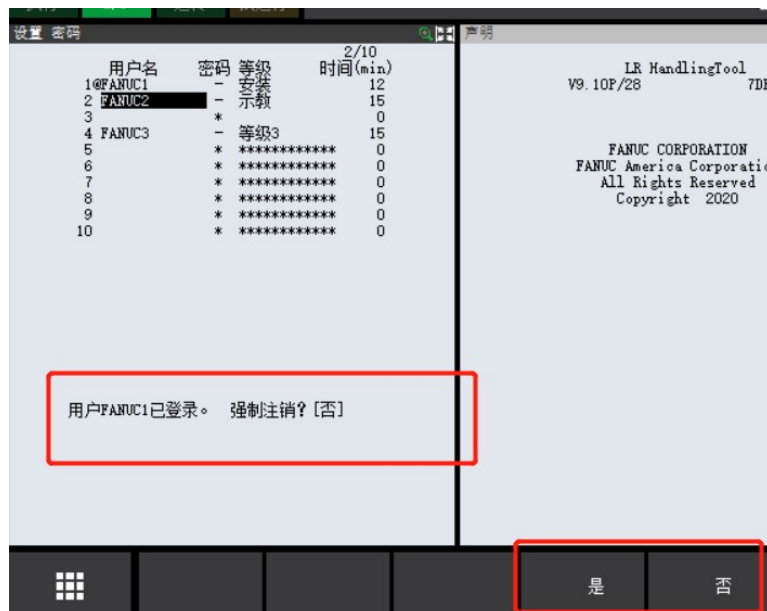 设置 密码
2/10
用户名 密码 等级 时间(min)
1@FANUC1 - 安装 12
2 FANUC2 - 示教 15
3 * 0
4 FANUC3 - 等级3 15
5 * ************ 0
6 * ************ 0
7 * ************ 0
8 * ************ 0
9 * ************ 0
10 * ************ 0
用户FANUC1已登录。 强制注销?[否]
声明
LR HandlingTool
V9.10P/28
FANUC CORPORATION
FANUC America
All Rights Reserved
Copyright 2020
是 否